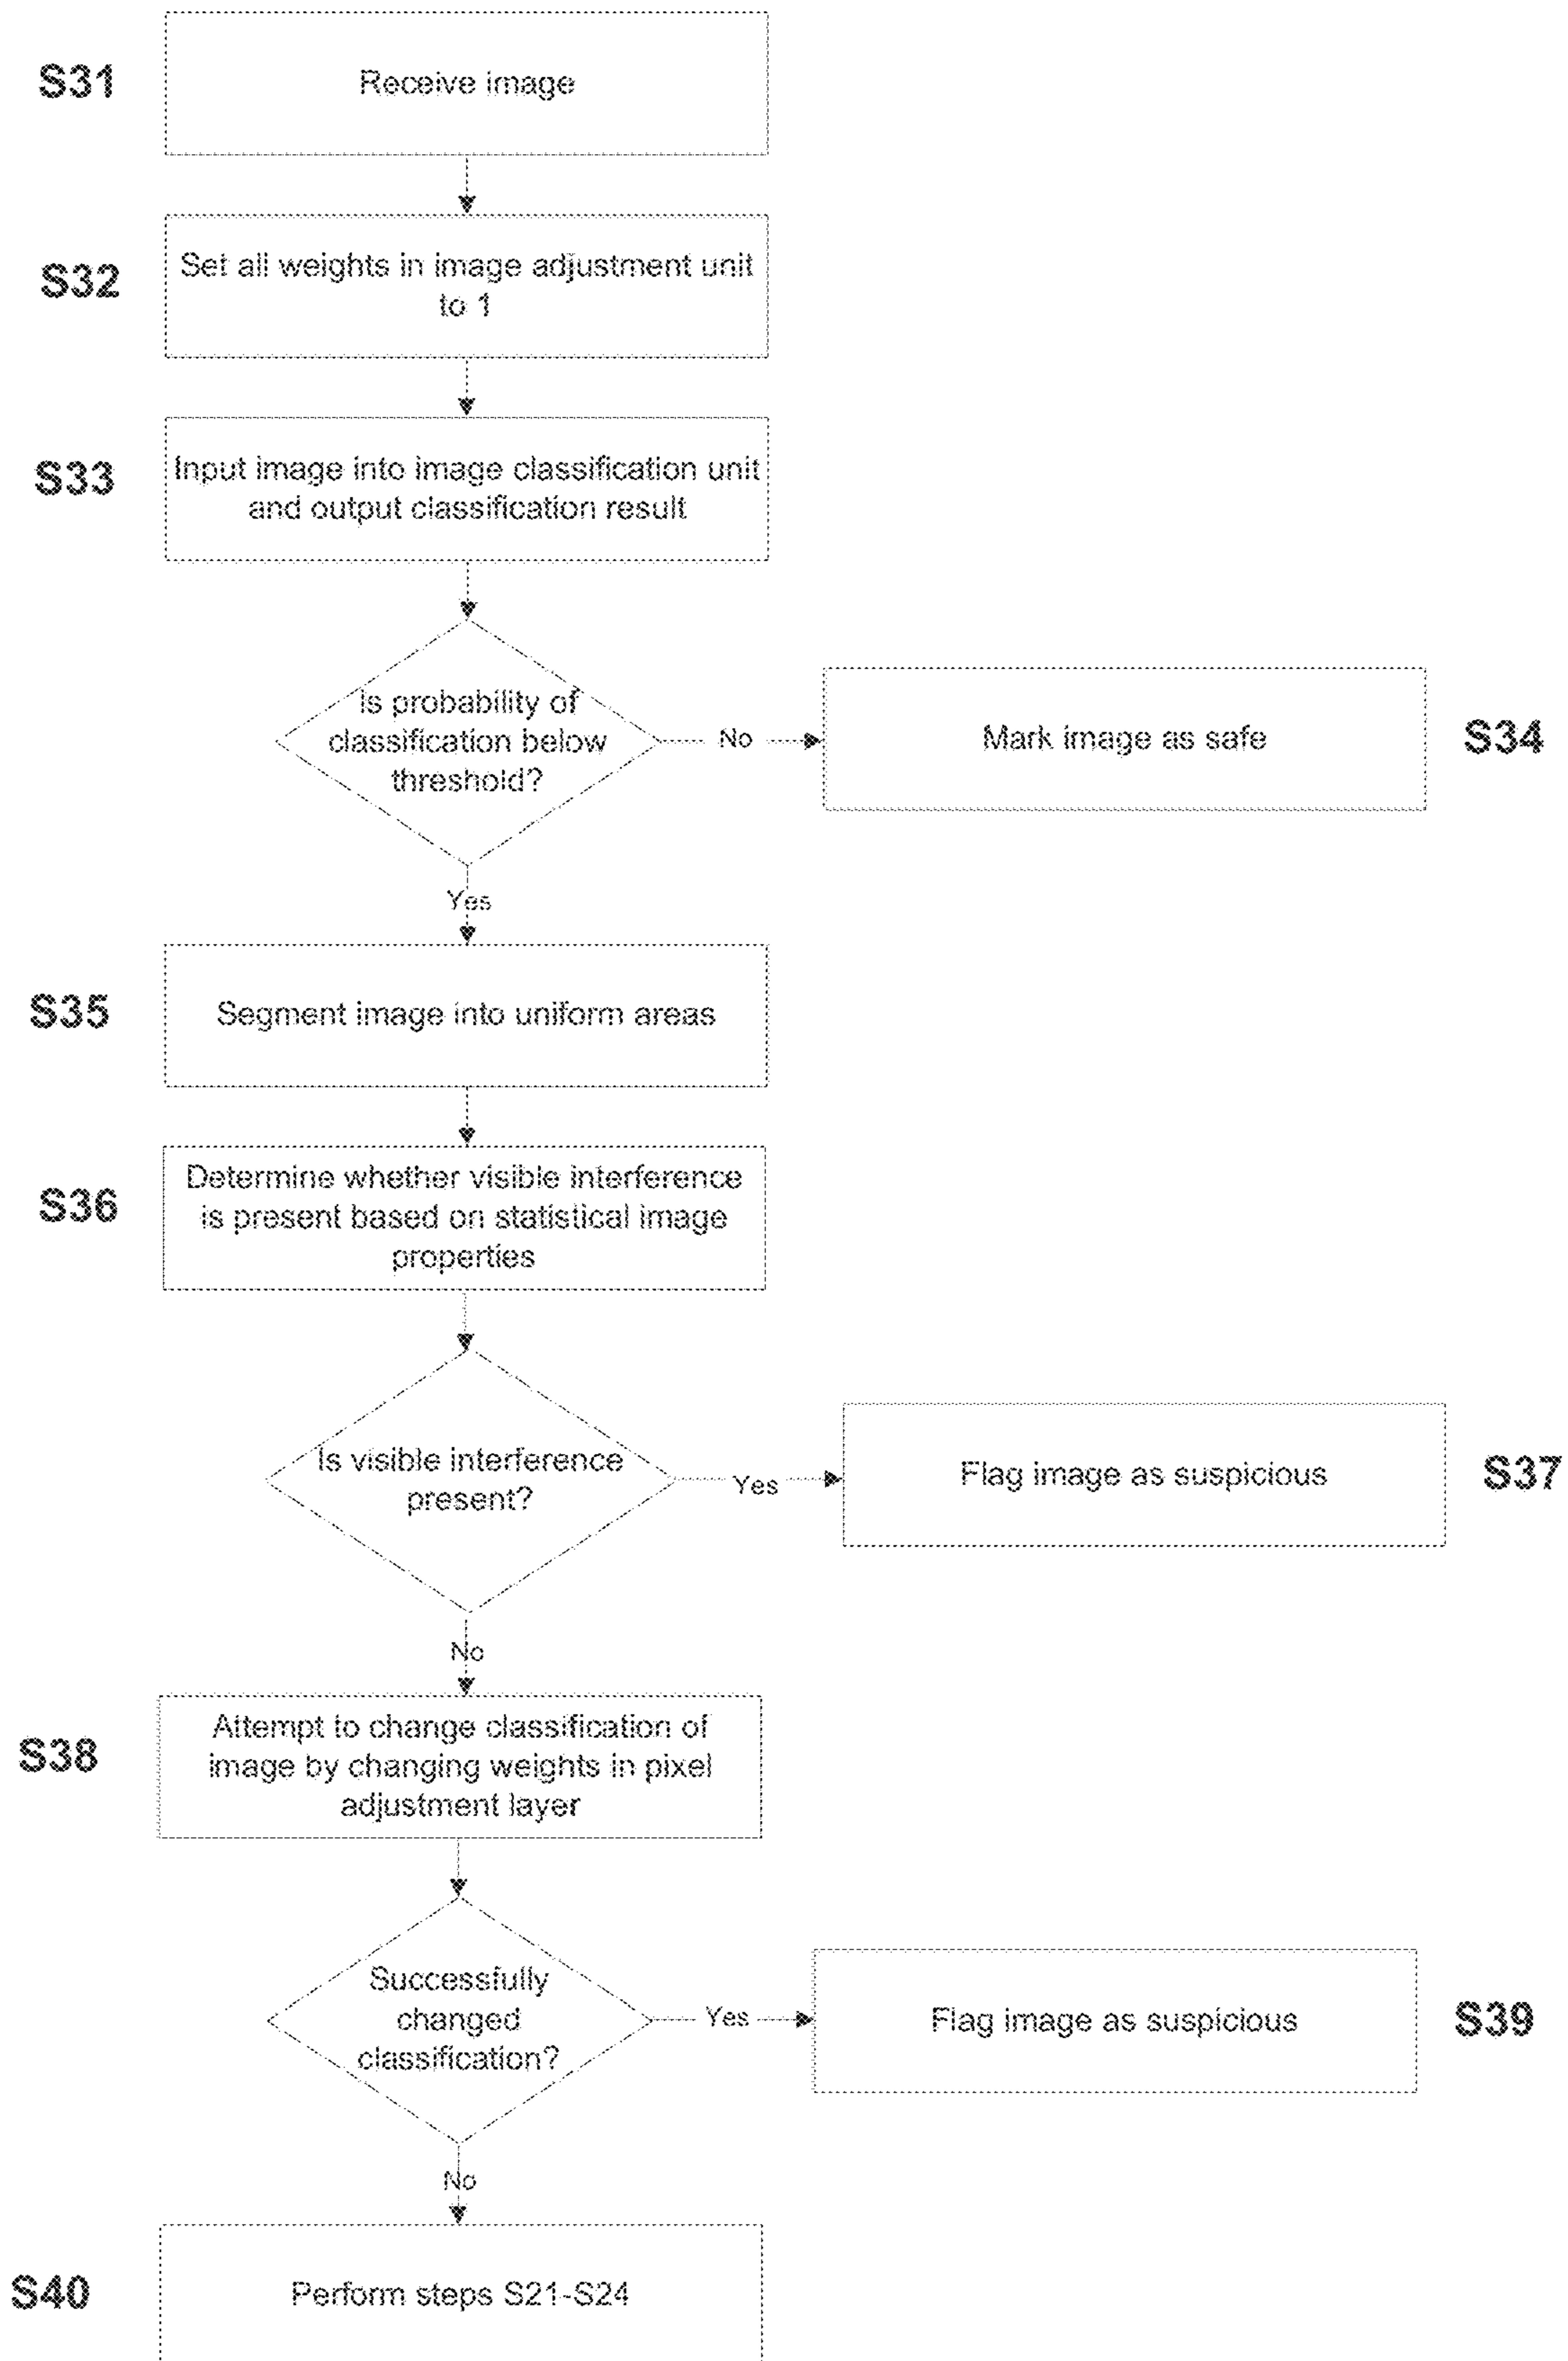 S31
Receive image
S32
Set all weights in image adjustment unit
to 1
S33
Input image into image classification unit
and output classification result
Is probability of
classification below
threshold?
No
Mark image as safe
S34
Yes
S35
Segment image into uniform areas
S36
Determine whether visible interference
is present based on statistical image
properties
Is visible interference
present?
Yes
Flag image as suspicious
S37
No
S38
Attempt to change classification of
image by changing weights in pixel
adjustment layer
Successfully
changed
classification?
Yes
Flag image as suspicious
S39
No
S40
Perform steps S21-S24